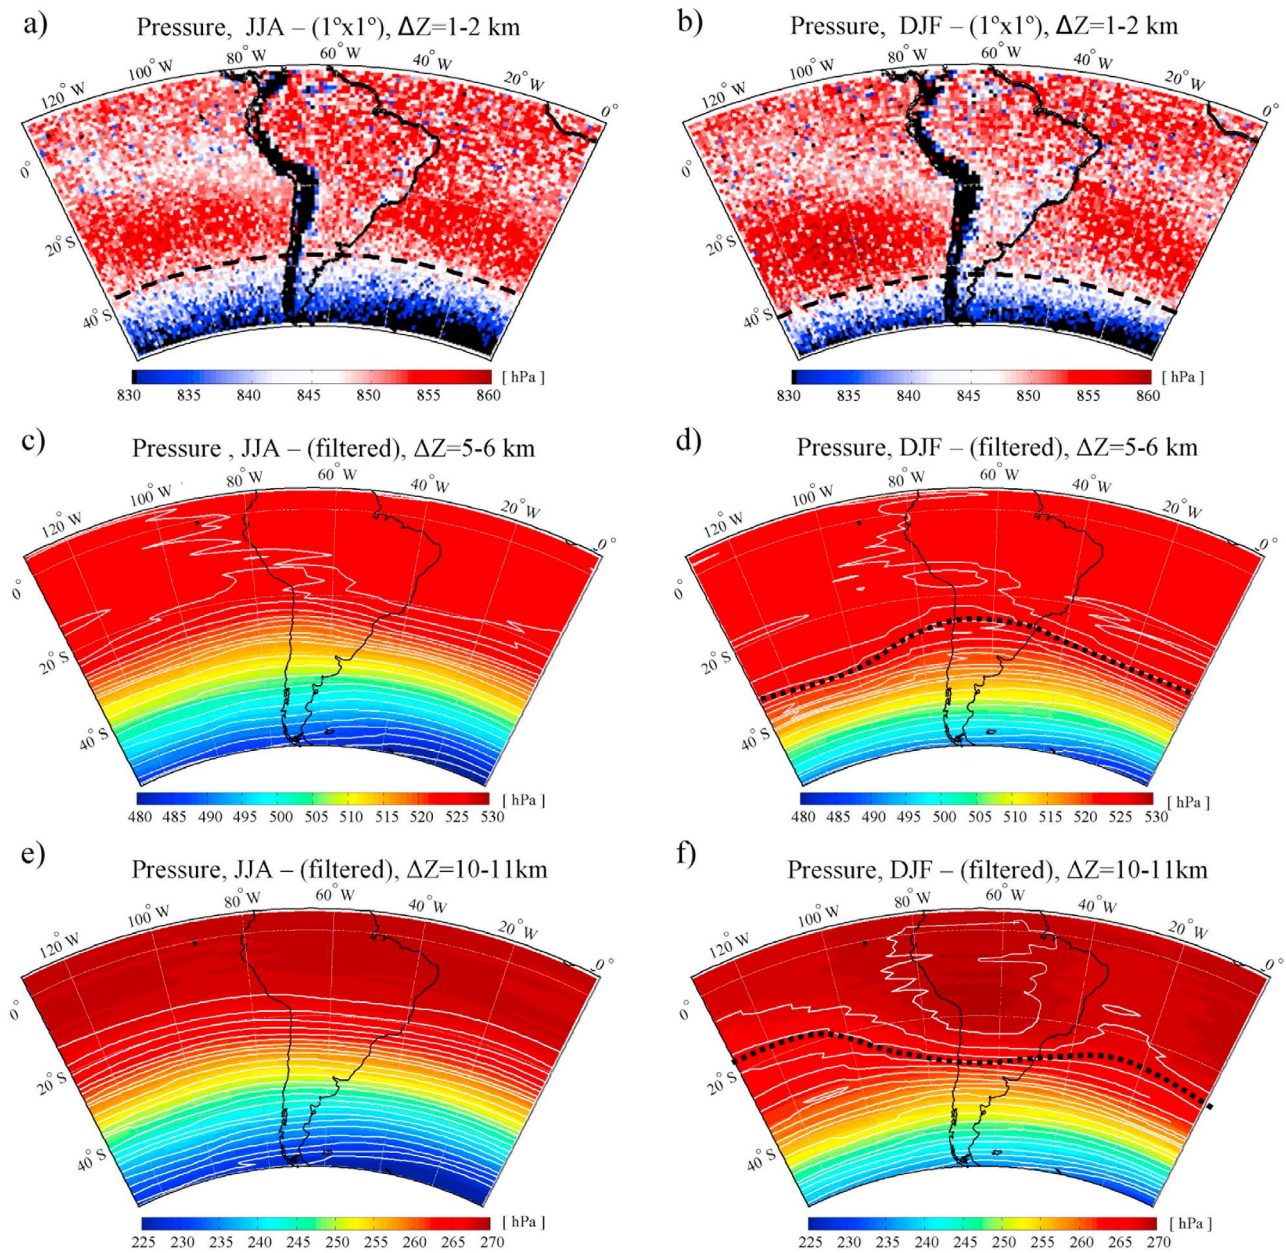 a)
Pressure, JJA – (1°x1°), ΔZ=1-2 km
120° W
100° W
80° W
60° W
40° W
20° W
0°
0°
20° S
40° S
830 835 840 845 850 855 860 [ hPa ]
b)
Pressure, DJF – (1°x1°), ΔZ=1-2 km
120° W
100° W
80° W
60° W
40° W
20° W
0°
0°
20° S
40° S
830 835 840 845 850 855 860 [ hPa ]
c)
Pressure , JJA – (filtered), ΔZ=5-6 km
120° W
100° W
80° W
60° W
40° W
20° W
0°
0°
20° S
40° S
480 485 490 495 500 505 510 515 520 525 530 [ hPa ]
d)
Pressure, DJF – (filtered), ΔZ=5-6 km
120° W
100° W
80° W
60° W
40° W
20° W
0°
0°
20° S
40° S
480 485 490 495 500 505 510 515 520 525 530 [ hPa ]
e)
Pressure, JJA – (filtered), ΔZ=10-11km
120° W
100° W
80° W
60° W
40° W
20° W
0°
0°
20° S
40° S
225 230 235 240 245 250 255 260 265 270 [ hPa ]
f)
Pressure, DJF – (filtered), ΔZ=10-11km
120° W
100° W
80° W
60° W
40° W
20° W
0°
0°
20° S
40° S
225 230 235 240 245 250 255 260 265 270 [ hPa ]